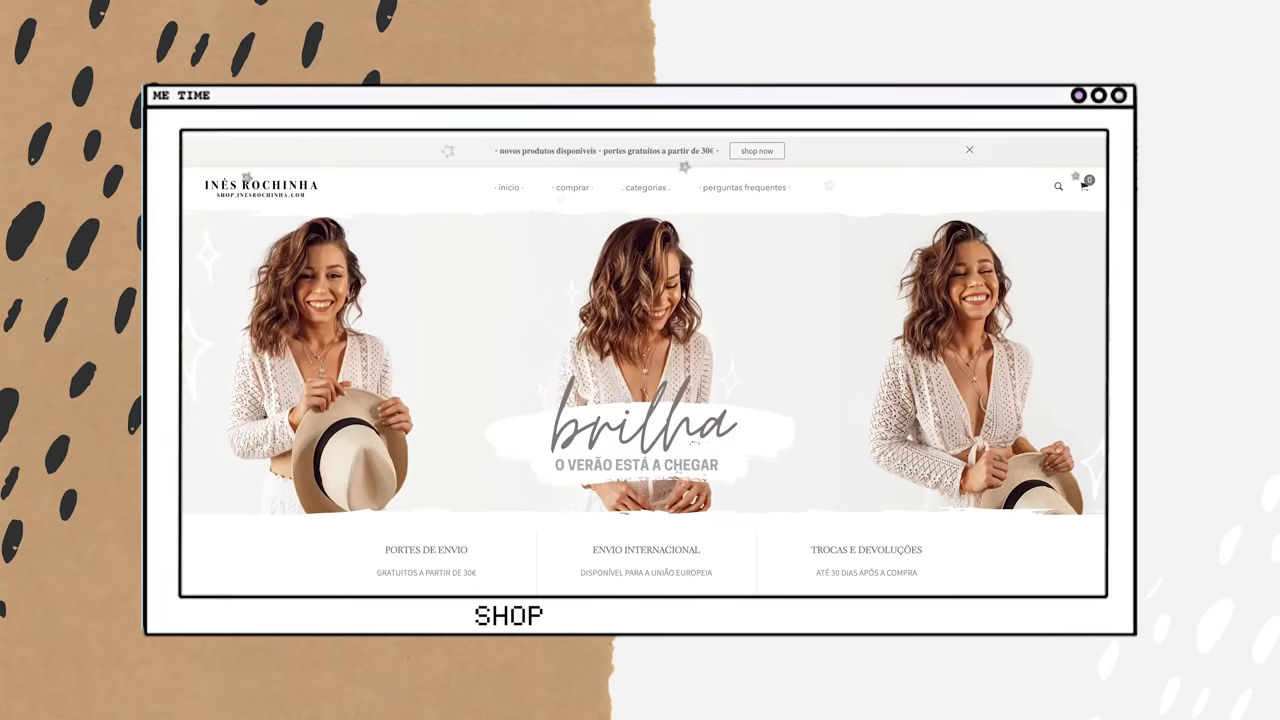 ME TIME
· novos produtos disponíveis · portes gratuitos a partir de 30€ ·
shop now
INÊS ROCHINHA
SHOP.INESROCHINHA.COM
· inicio ·
· comprar ·
. categorias .
· perguntas frequentes ·
0
brilha
O VERÃO ESTÁ A CHEGAR
PORTES DE ENVIO
GRATUITOS A PARTIR DE 30€
ENVIO INTERNACIONAL
DISPONÍVEL PARA A UNIÃO EUROPEIA
TROCAS E DEVOLUÇÕES
ATÉ 30 DIAS APÓS A COMPRA
SHOP